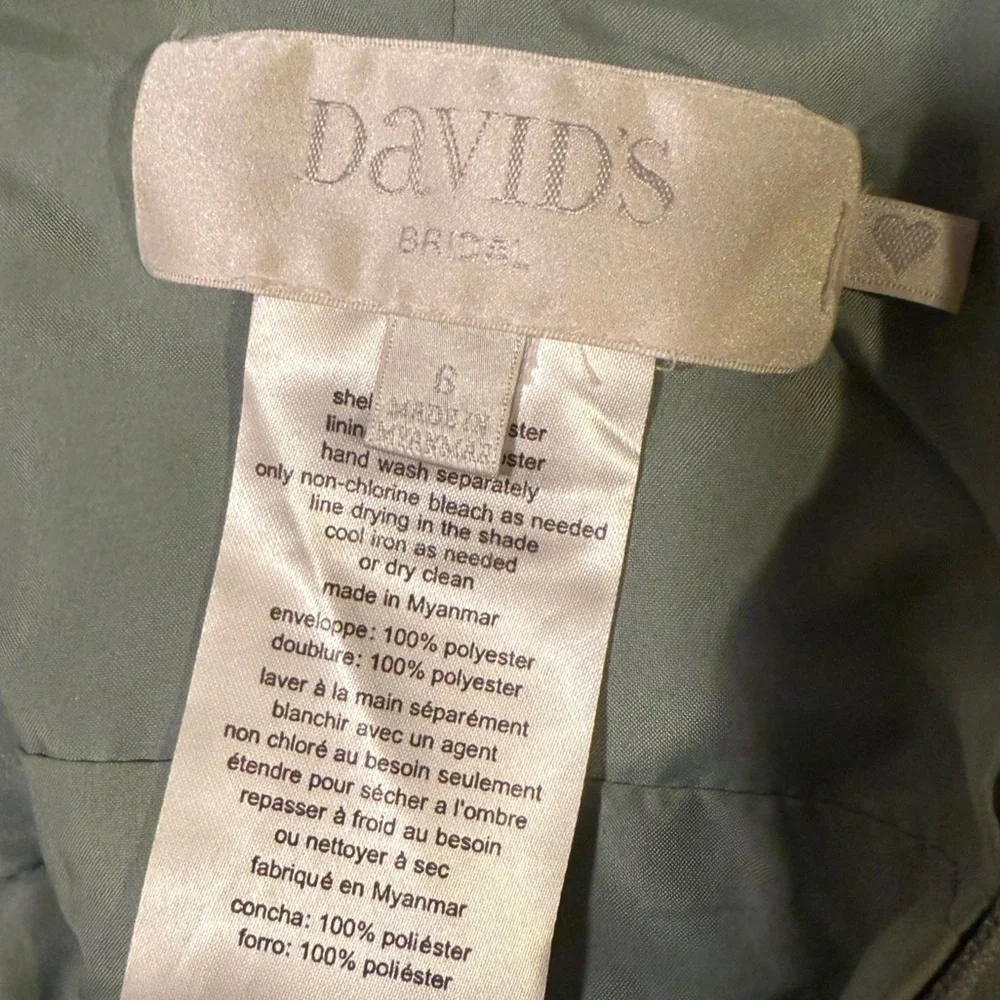 DaVID'S
BRIDAL
6
MADE IN
MYANMAR
hand wash separately
only non-chlorine bleach as needed
line drying in the shade
cool iron as needed
or dry clean
made in Myanmar
enveloppe: 100% polyester
doublure: 100% polyester
laver à la main séparément
blanchir avec un agent
non chloré au besoin seulement
étendre pour sécher a l'ombre
repasser à froid au besoin
ou nettoyer à sec
fabriqué en Myanmar
concha: 100% poliéster
forro: 100% poliéster